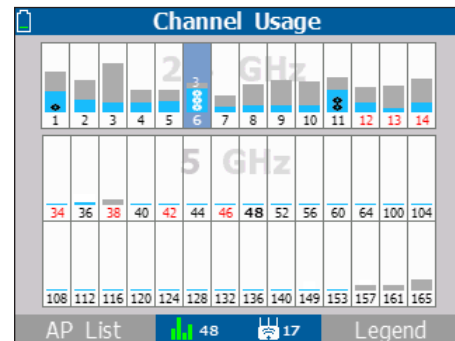 Channel Usage
2.4 GHz
3
1 2 3 4 5 6 7 8 9 10 11 12 13 14
5 GHz
34 36 38 40 42 44 46 48 52 56 60 64 100 104
108 112 116 120 124 128 132 136 140 149 153 157 161 165
AP List 48 17 Legend